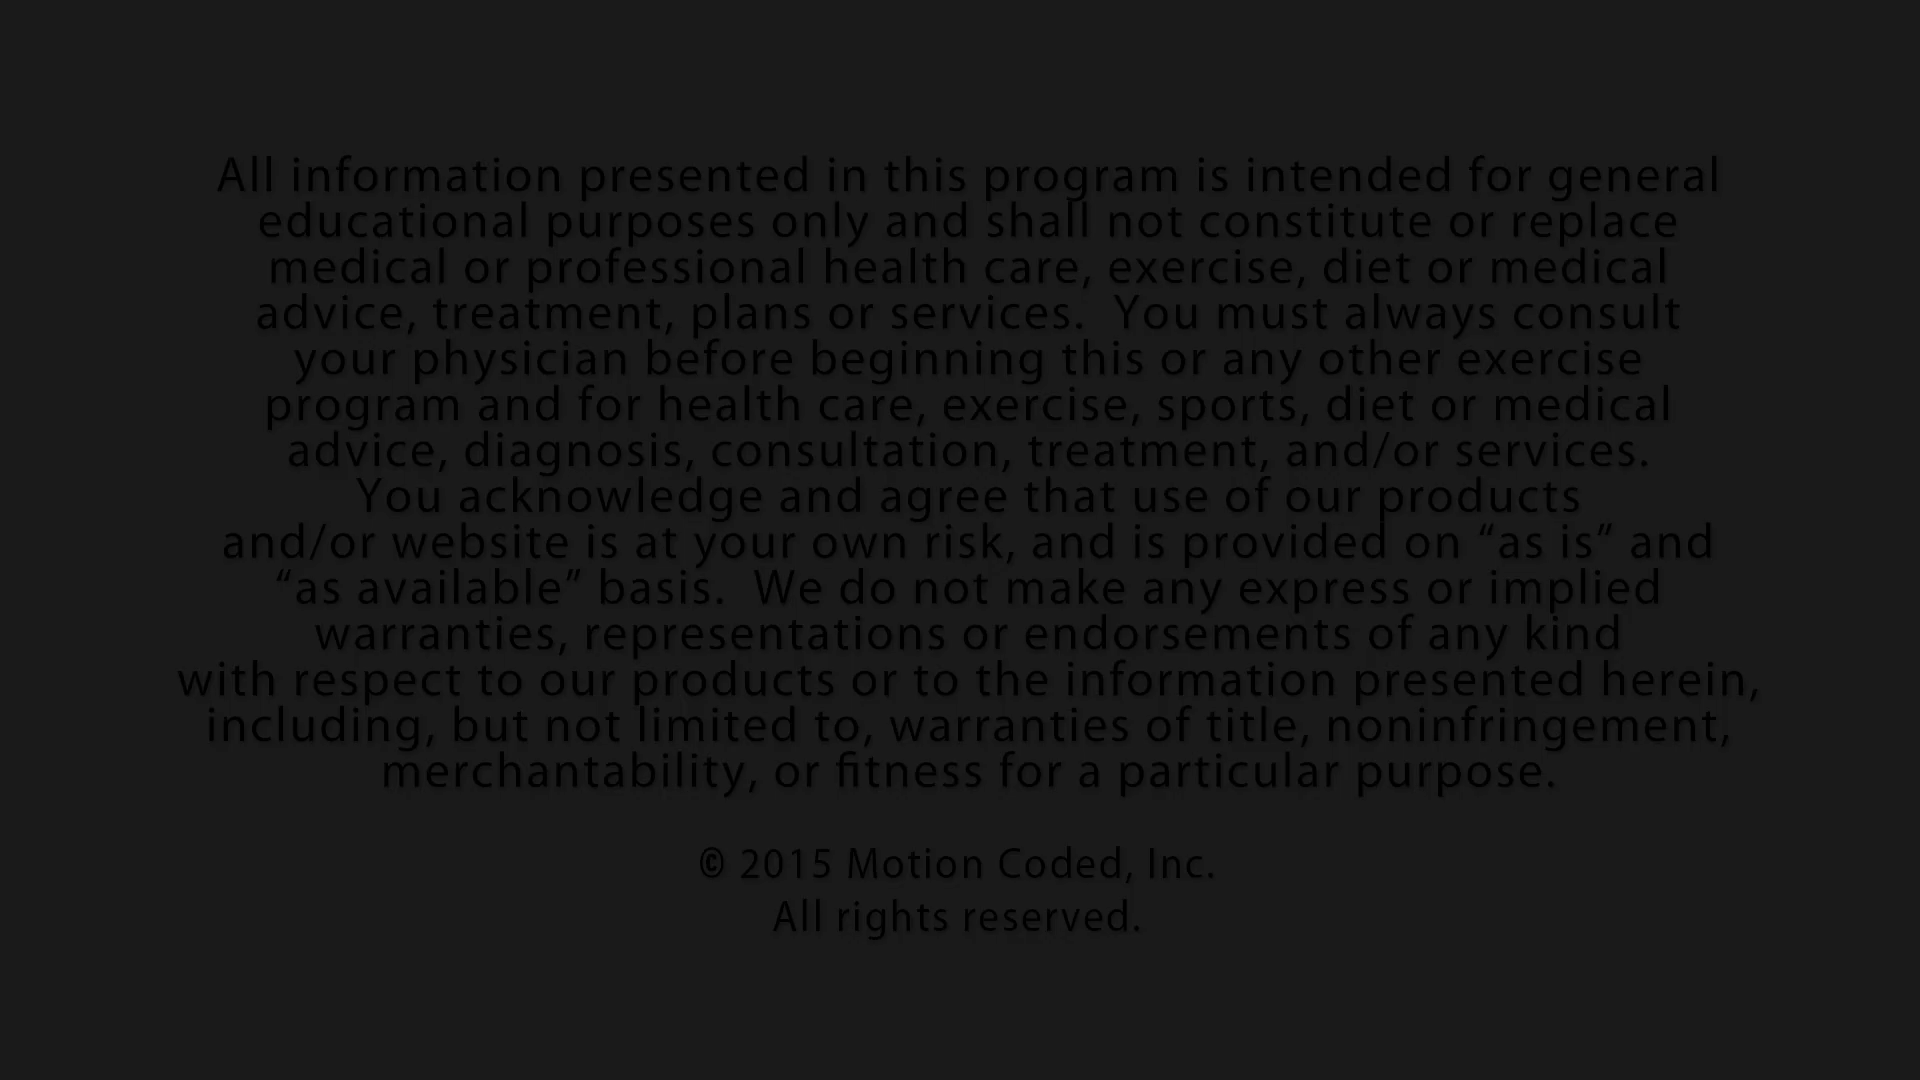 All information presented in this program is intended for general
educational purposes only and shall not constitute or replace
medical or professional health care, exercise, diet or medical
advice, treatment, plans or services.  You must always consult
your physician before beginning this or any other exercise
program and for health care, exercise, sports, diet or medical
advice, diagnosis, consultation, treatment, and/or services.
You acknowledge and agree that use of our products
and/or website is at your own risk, and is provided on “as is” and
“as available” basis.  We do not make any express or implied
warranties, representations or endorsements of any kind
with respect to our products or to the information presented herein,
including, but not limited to, warranties of title, noninfringement,
merchantability, or fitness for a particular purpose.
© 2015 Motion Coded, Inc.
All rights reserved.